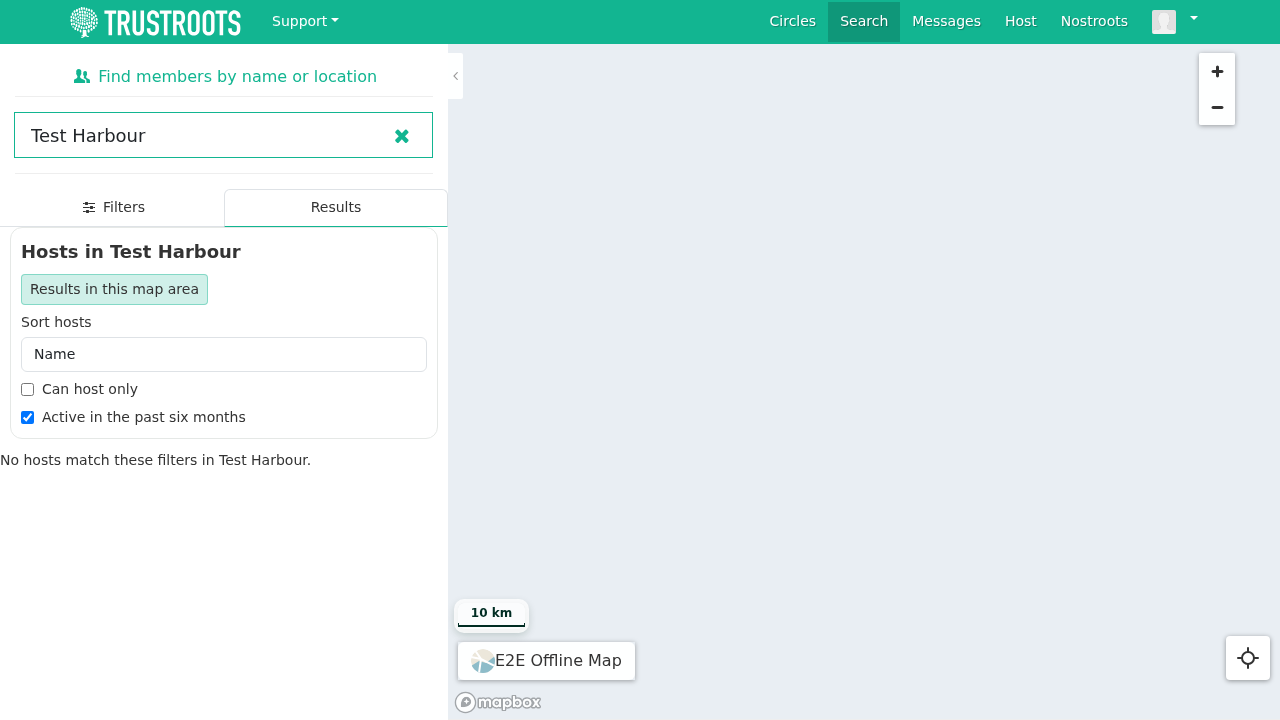 TRUSTROOTS
Support
Circles
Search
Messages
Host
Nostroots
Find members by name or location
Test Harbour
Filters
Results
Hosts in Test Harbour
Results in this map area
Sort hosts
Name
Can host only
Active in the past six months
No hosts match these filters in Test Harbour.
10 km
E2E Offline Map
mapbox